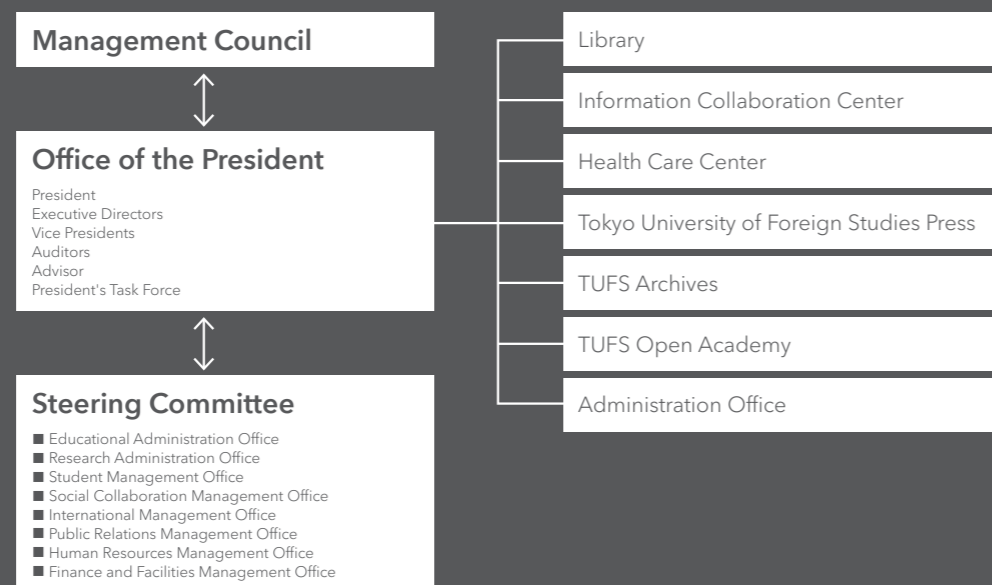 Management Council
Office of the President
President
Executive Directors
Vice Presidents
Auditors
Advisor
President's Task Force
Steering Committee
■ Educational Administration Office
■ Research Administration Office
■ Student Management Office
■ Social Collaboration Management Office
■ International Management Office
■ Public Relations Management Office
■ Human Resources Management Office
■ Finance and Facilities Management Office
Library
Information Collaboration Center
Health Care Center
Tokyo University of Foreign Studies Press
TUFS Archives
TUFS Open Academy
Administration Office